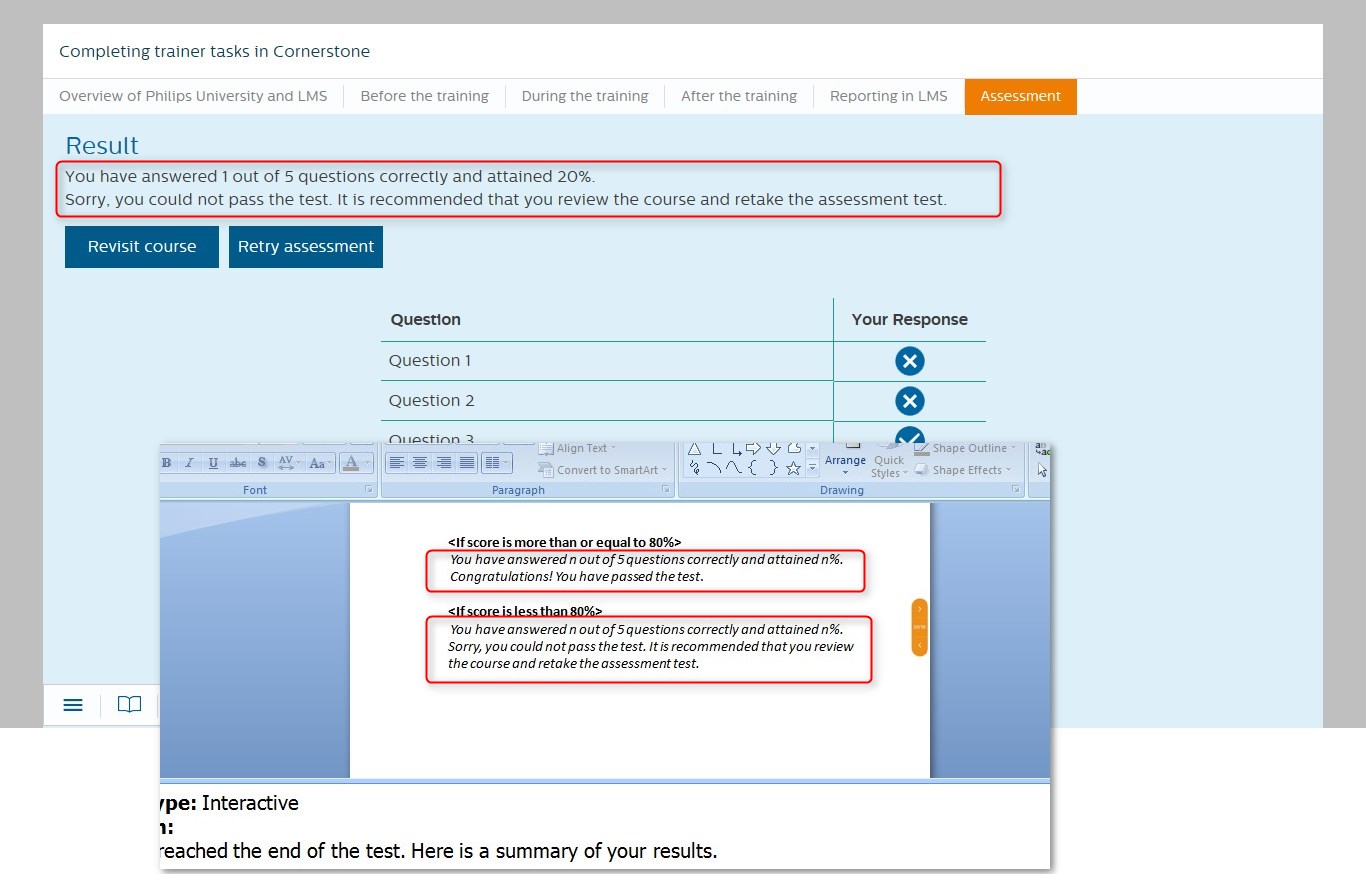 Completing trainer tasks in Cornerstone
Overview of Philips University and LMS Before the training During the training After the training Reporting in LMS Assessment
Result
You have answered 1 out of 5 questions correctly and attained 20%.
Sorry, you could not pass the test. It is recommended that you review the course and retake the assessment test.
Revisit course Retry assessment
Question Your Response
Question 1
Question 2
Question 3
Align Text Shape Outline
B I U abc S AV Aa A Convert to SmartArt Arrange Quick Styles Shape Effects
Font Paragraph Drawing
<If score is more than or equal to 80%>
You have answered n out of 5 questions correctly and attained n%.
Congratulations! You have passed the test.
<If score is less than 80%>
You have answered n out of 5 questions correctly and attained n%.
Sorry, you could not pass the test. It is recommended that you review
the course and retake the assessment test.
ype: Interactive
n:
reached the end of the test. Here is a summary of your results.